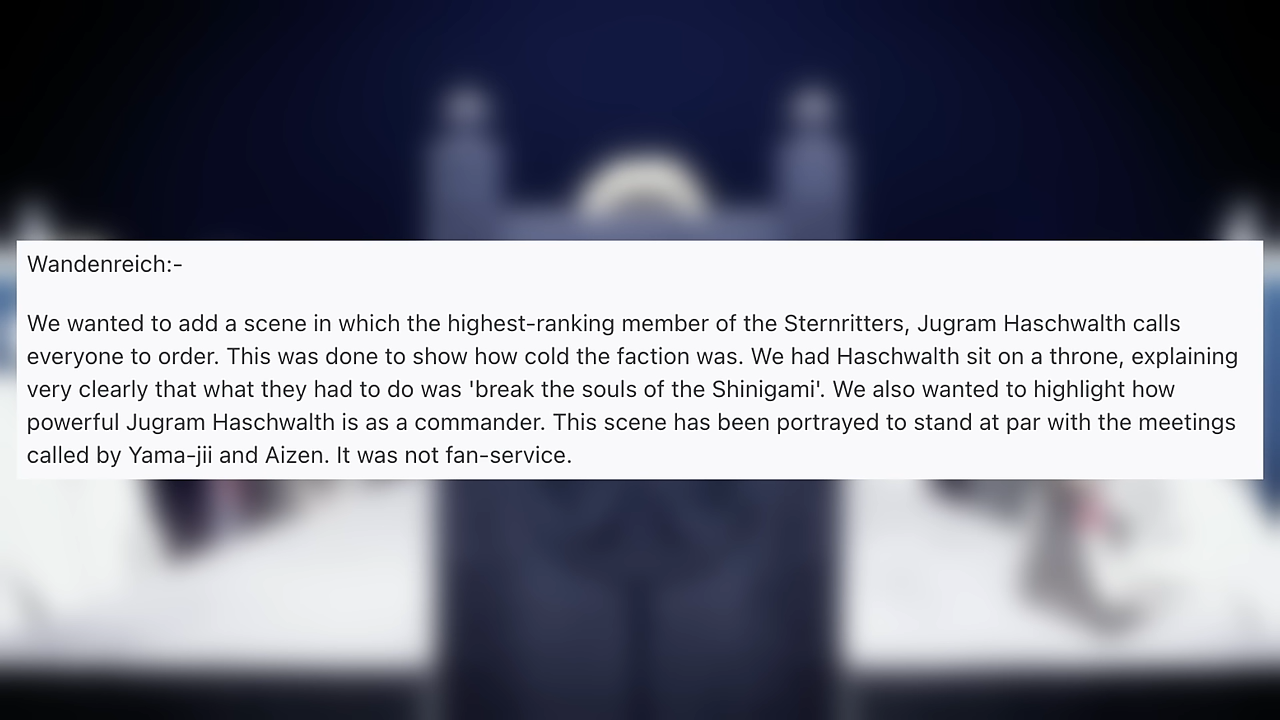 Wandenreich:-
We wanted to add a scene in which the highest-ranking member of the Sternritters, Jugram Haschwalth calls
everyone to order. This was done to show how cold the faction was. We had Haschwalth sit on a throne, explaining
very clearly that what they had to do was 'break the souls of the Shinigami'. We also wanted to highlight how
powerful Jugram Haschwalth is as a commander. This scene has been portrayed to stand at par with the meetings
called by Yama-jii and Aizen. It was not fan-service.